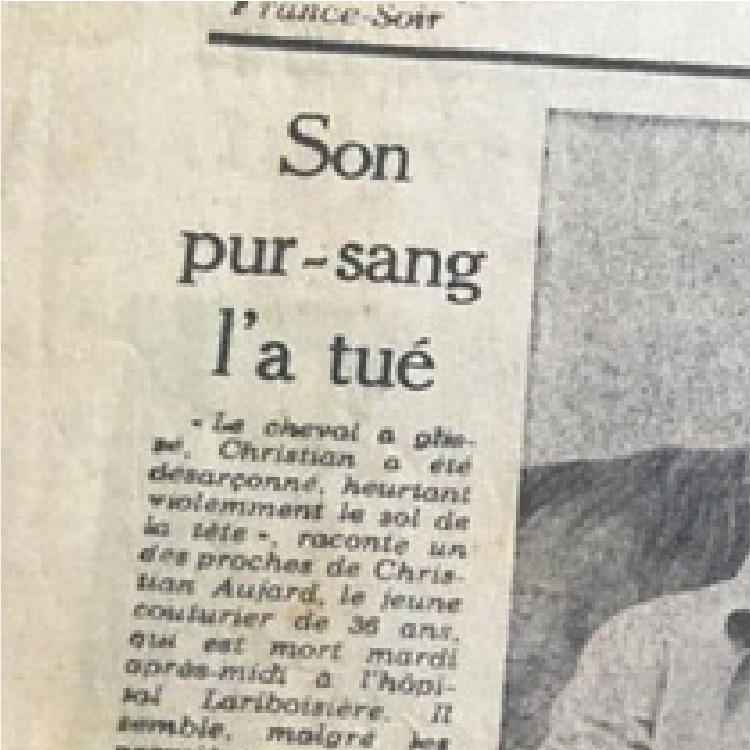 France-Soir
Son
pur-sang
l'a tué
« Le cheval a glis-
sé, Christian a été
désarçonné, heurtant
violemment le sol de
la tête », raconte un
des proches de Chris-
tian Aujard, le jeune
couturier de 36 ans,
qui est mort mardi
après-midi à l'hôpi-
tal Lariboisière. Il
semble, malgré les